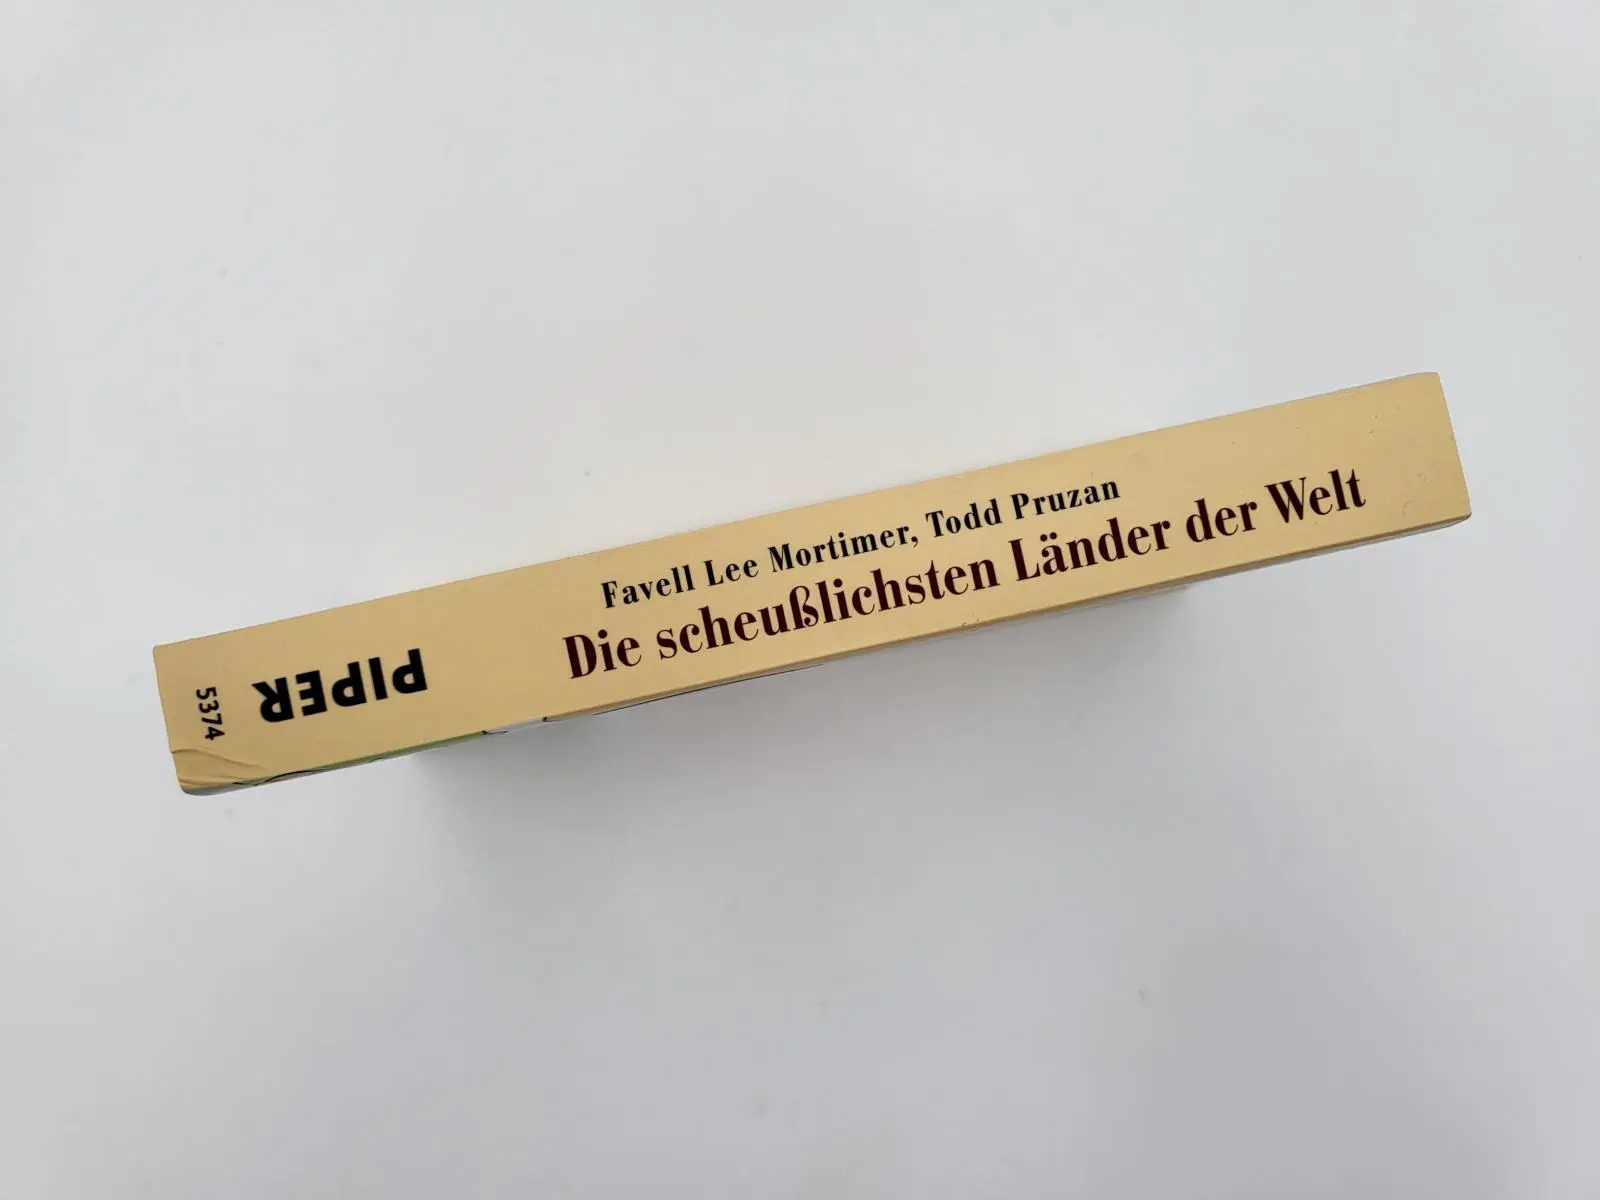 Favell Lee Mortimer, Todd Pruzan
Die scheußlichsten Länder der Welt
PIPER
5374